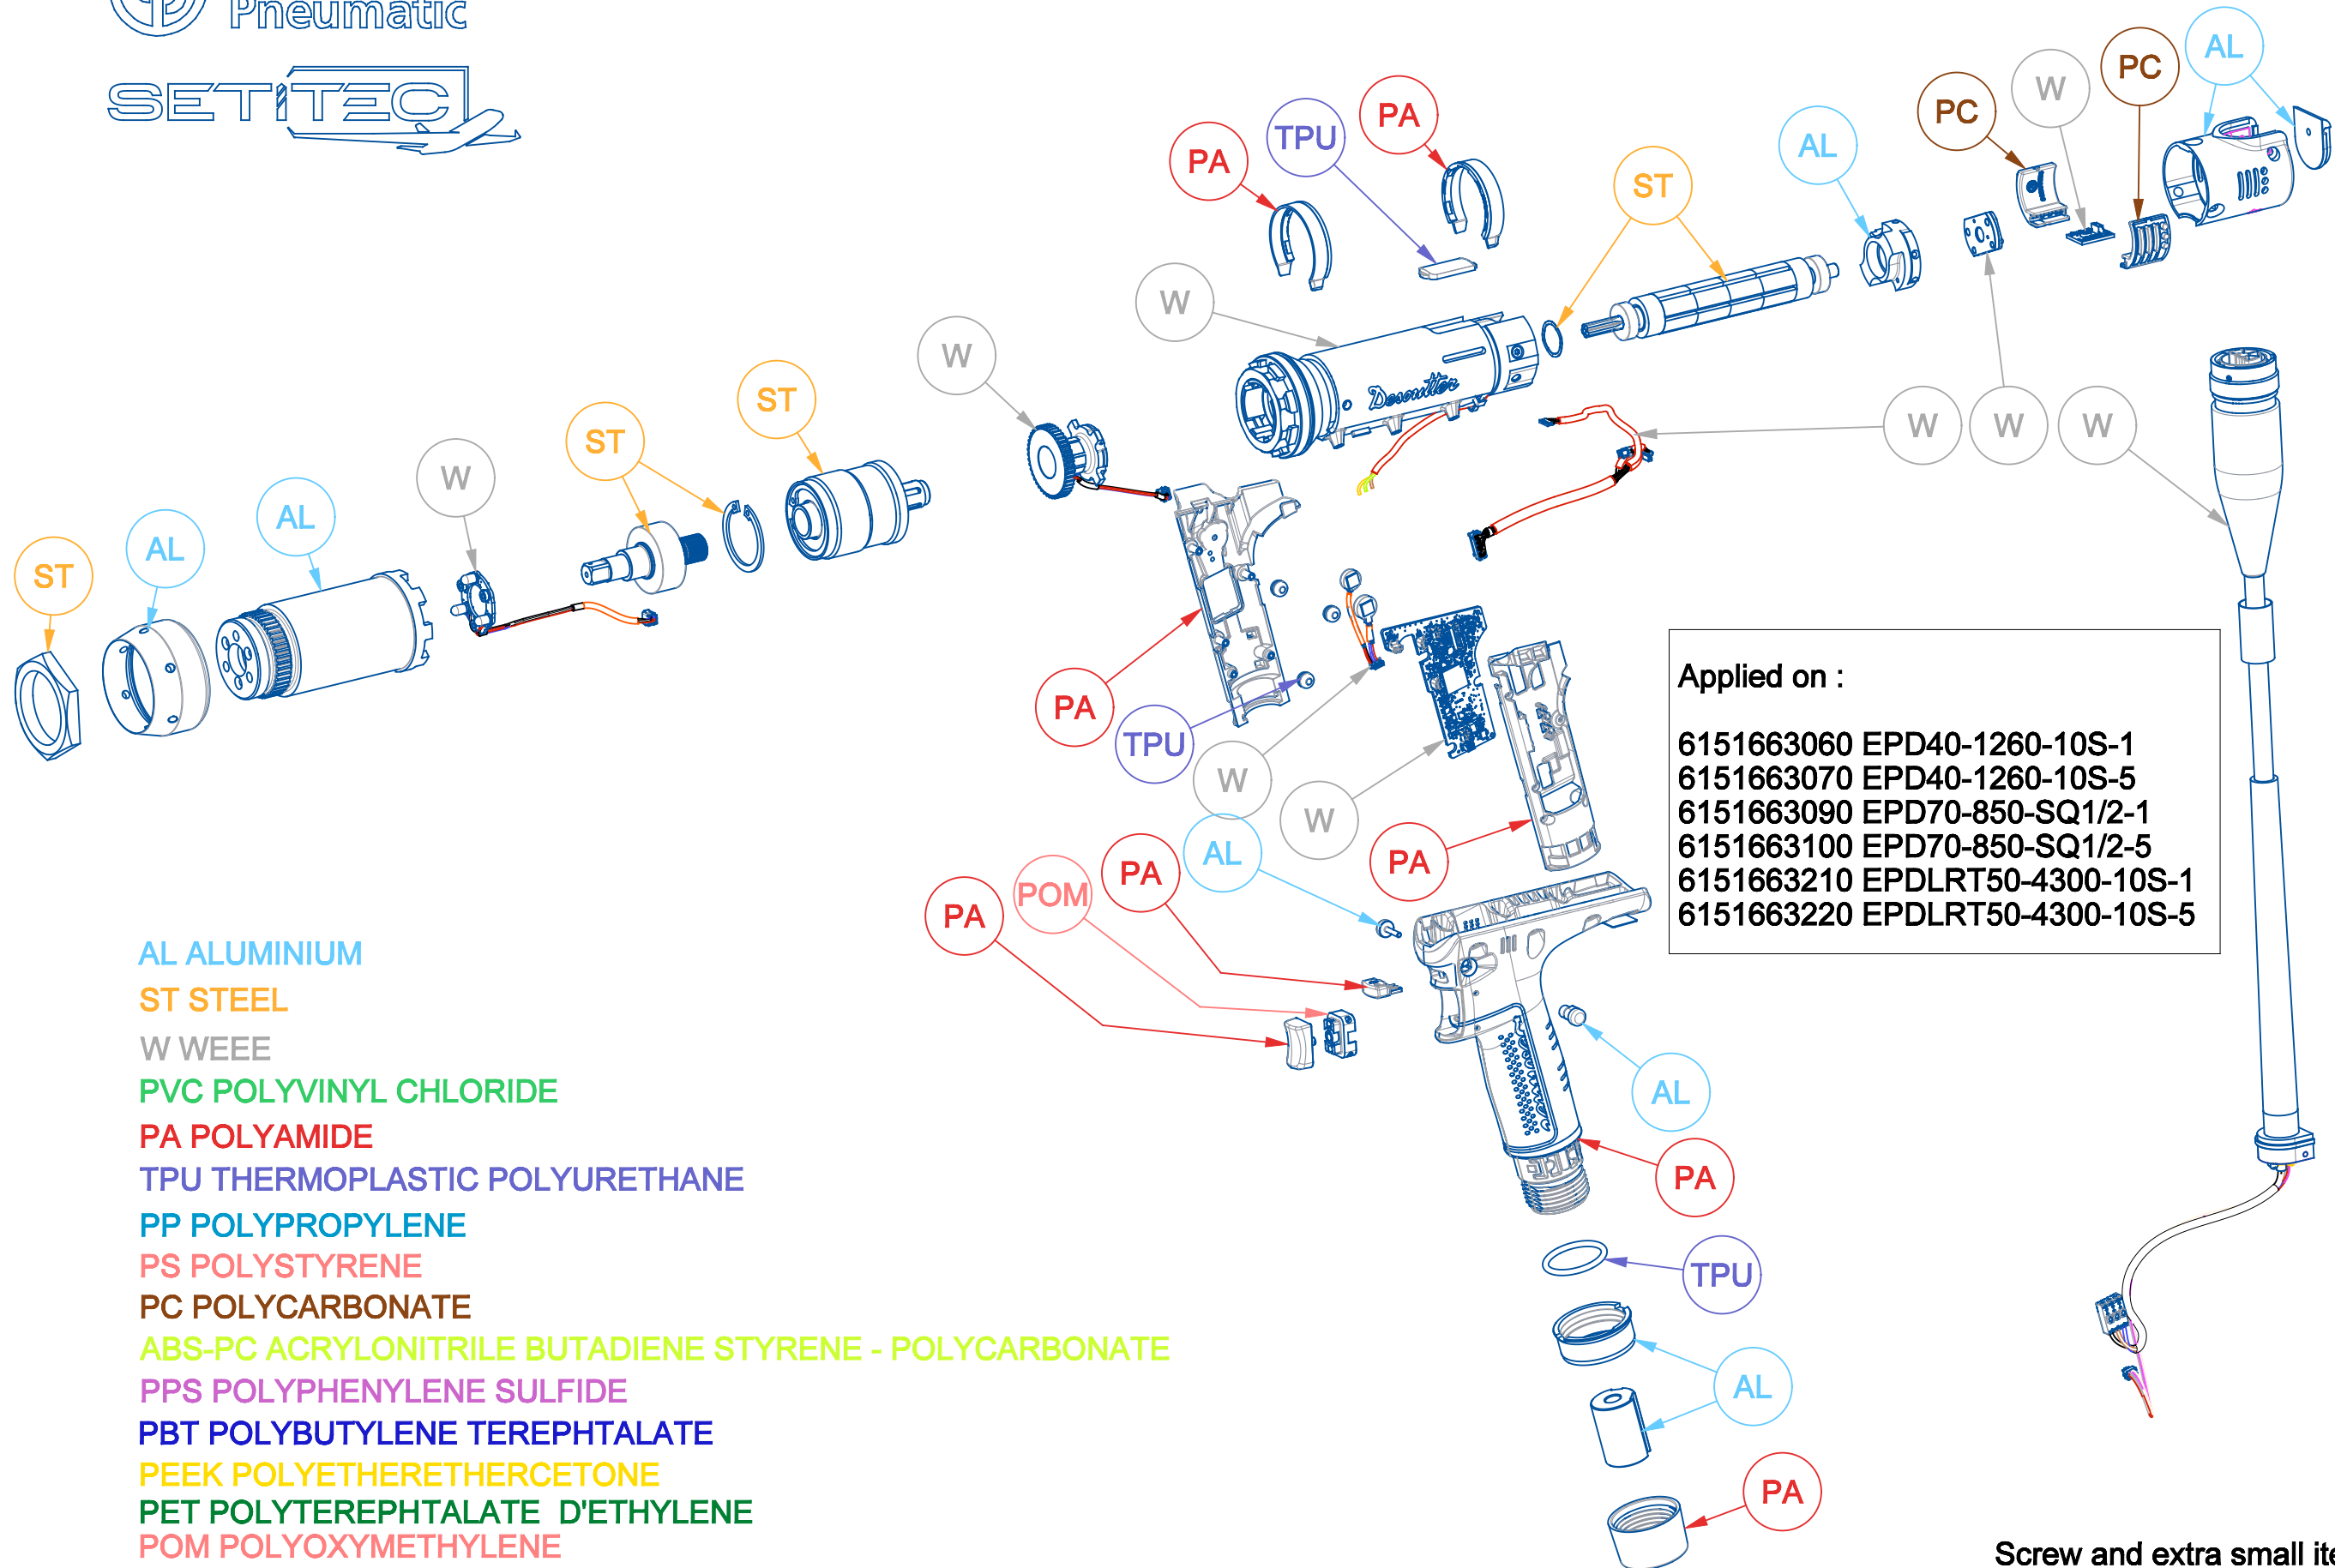 Pneumatic
SETITEC
PA
TPU
PA
ST
AL
PC
W
PC
AL
W
W
ST
ST
W
AL
AL
ST
Desoutter
W
W
W
PA
TPU
W
W
PA
AL
PA
POM
PA
AL
PA
TPU
AL
PA
Applied on :
6151663060 EPD40-1260-10S-1
6151663070 EPD40-1260-10S-5
6151663090 EPD70-850-SQ1/2-1
6151663100 EPD70-850-SQ1/2-5
6151663210 EPDLRT50-4300-10S-1
6151663220 EPDLRT50-4300-10S-5
AL ALUMINIUM
ST STEEL
W WEEE
PVC POLYVINYL CHLORIDE
PA POLYAMIDE
TPU THERMOPLASTIC POLYURETHANE
PP POLYPROPYLENE
PS POLYSTYRENE
PC POLYCARBONATE
ABS-PC ACRYLONITRILE BUTADIENE STYRENE - POLYCARBONATE
PPS POLYPHENYLENE SULFIDE
PBT POLYBUTYLENE TEREPHTALATE
PEEK POLYETHERETHERCETONE
PET POLYTEREPHTALATE D'ETHYLENE
POM POLYOXYMETHYLENE
Screw and extra small